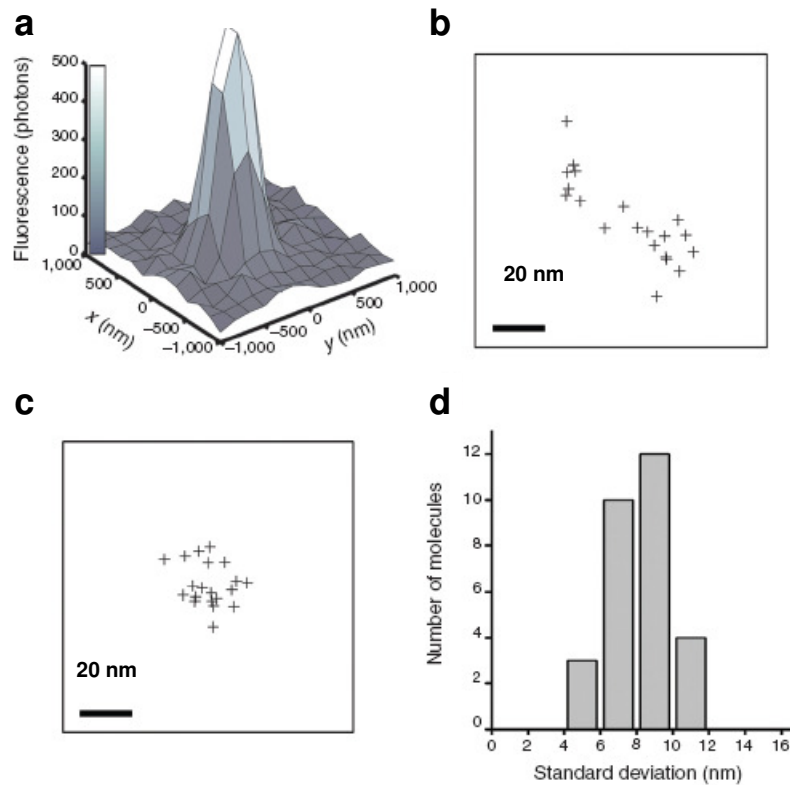 a
Fluorescence (photons)
500
400
300
200
100
0
1,000
500
0
–500
–1,000
x (nm)
–1,000
–500
0
500
1,000
y (nm)
b
20 nm
c
20 nm
d
Number of molecules
12
10
8
6
4
2
0
0 2 4 6 8 10 12 14 16
Standard deviation (nm)